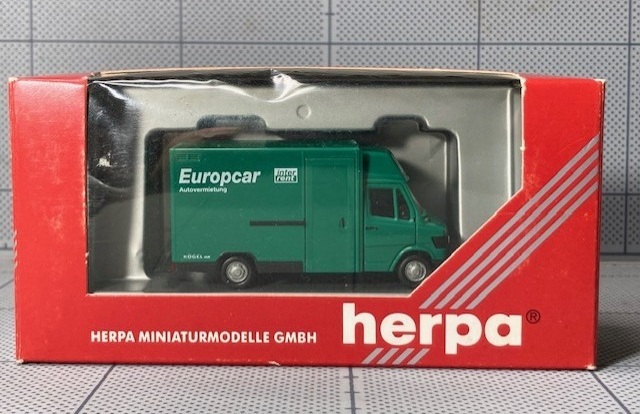 Europcar
inter
rent
Autovermietung
KÖGEL
HERPA MINIATURMODELLE GMBH
herpa®